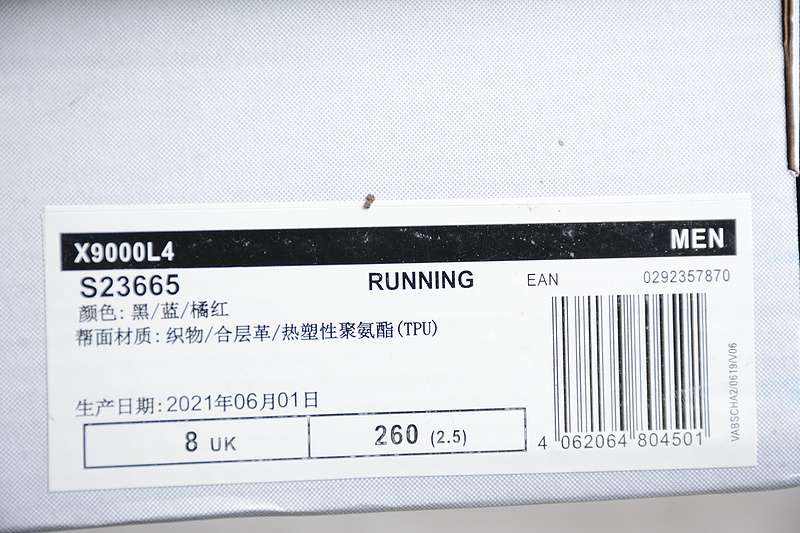 X9000L4 MEN
S23665 RUNNING EAN 0292357870
颜色: 黑/蓝/橘红
帮面材质: 织物/合层革/热塑性聚氨酯(TPU)
生产日期: 2021年06月01日
8 UK 260 (2.5)
4 062064 804501
VABSCHA2/0619/V06